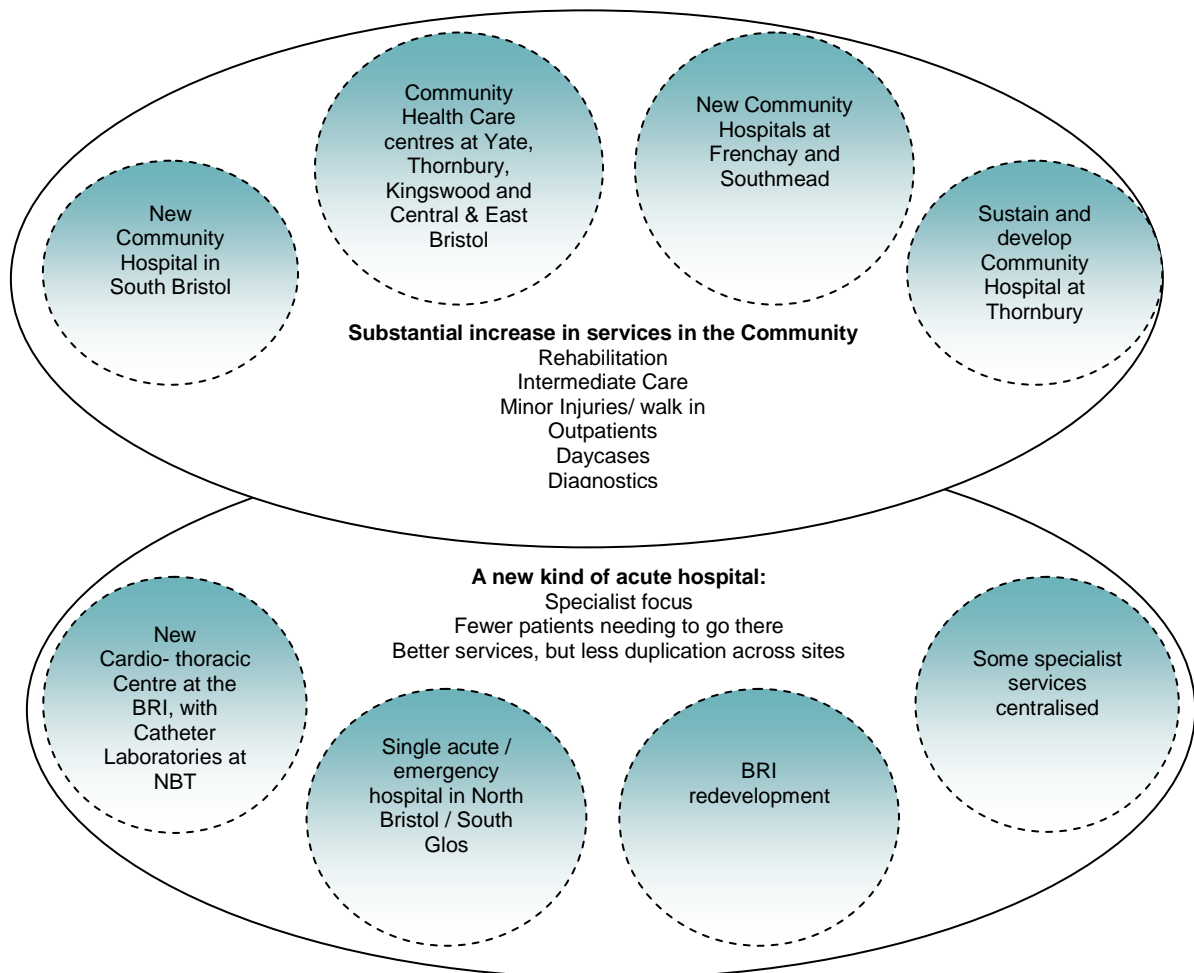 New
Community
Hospital in
South Bristol
Community
Health Care
centres at Yate,
Thornbury,
Kingswood and
Central & East
Bristol
New Community
Hospitals at
Frenchay and
Southmead
Sustain and
develop
Community
Hospital at
Thornbury
Substantial increase in services in the Community
Rehabilitation
Intermediate Care
Minor Injuries/ walk in
Outpatients
Daycases
Diagnostics
A new kind of acute hospital:
Specialist focus
Fewer patients needing to go there
Better services, but less duplication across sites
New
Cardio- thoracic
Centre at the
BRI, with
Catheter
Laboratories at
NBT
Single acute /
emergency
hospital in North
Bristol / South
Glos
BRI
redevelopment
Some specialist
services
centralised